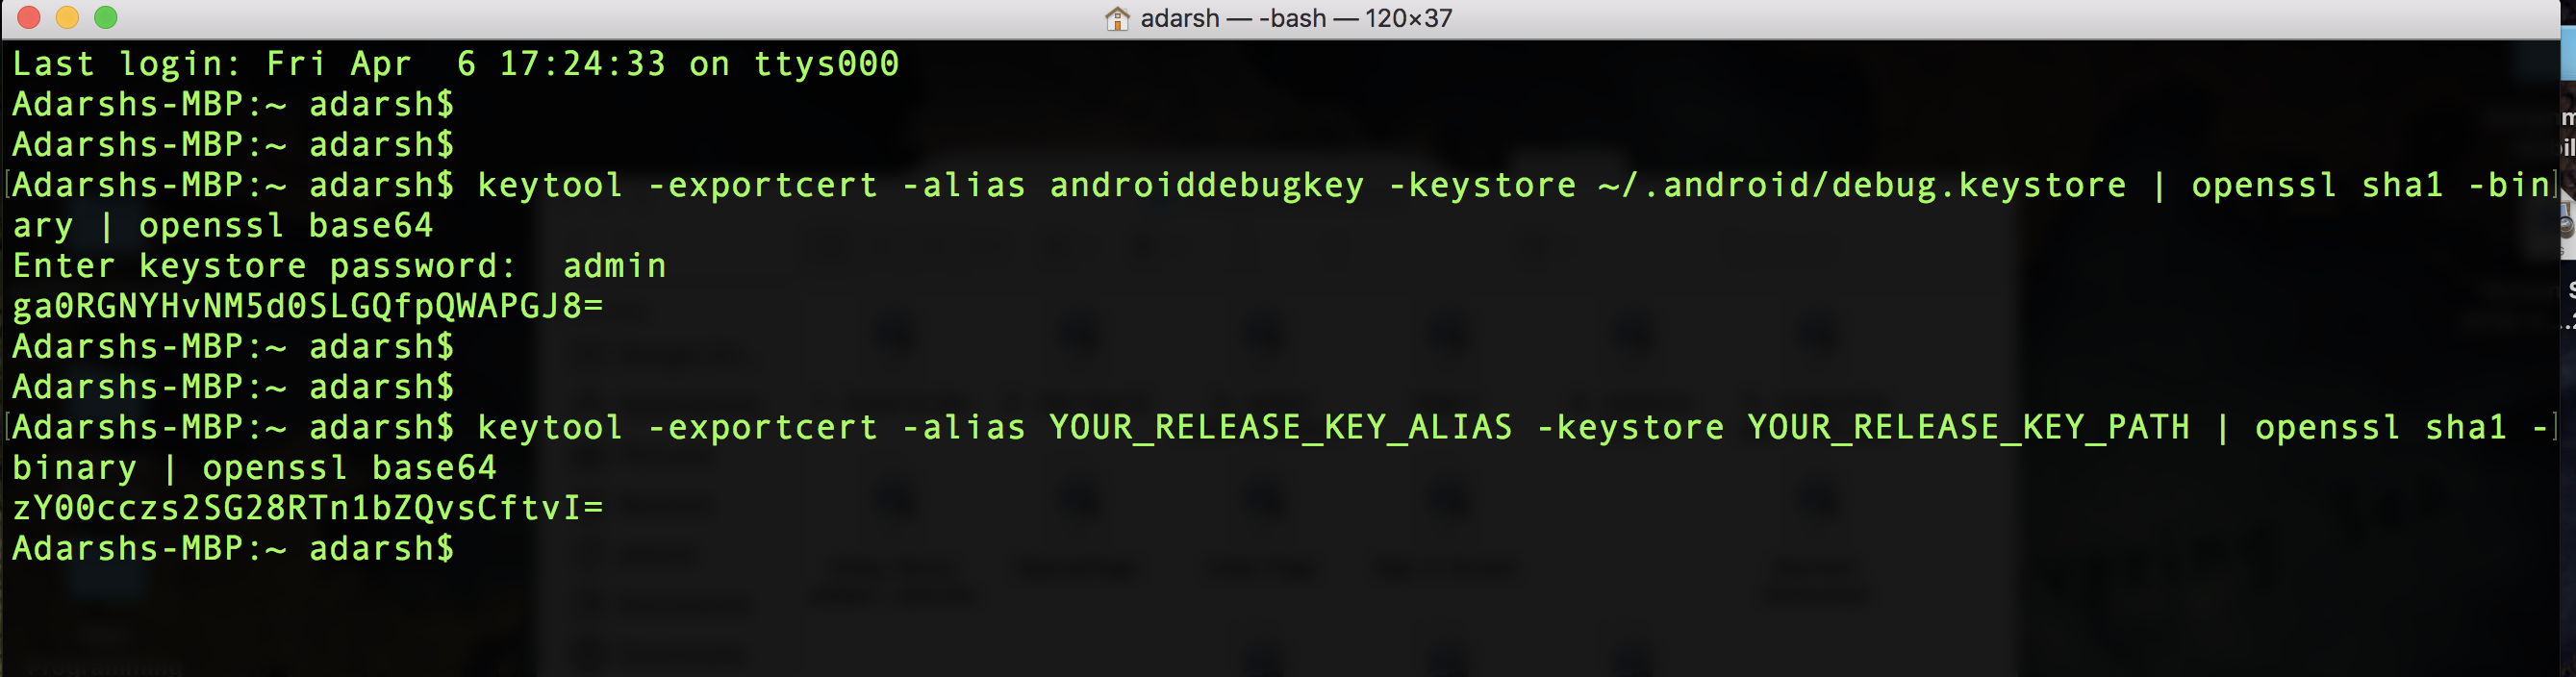 adarsh — -bash — 120×37
Last login: Fri Apr  6 17:24:33 on ttys000
Adarshs-MBP:~ adarsh$
Adarshs-MBP:~ adarsh$
[Adarshs-MBP:~ adarsh$ keytool -exportcert -alias androiddebugkey -keystore ~/.android/debug.keystore | openssl sha1 -bin]
ary | openssl base64
Enter keystore password:  admin
ga0RGNYHvNM5d0SLGQfpQWAPGJ8=
Adarshs-MBP:~ adarsh$
Adarshs-MBP:~ adarsh$
[Adarshs-MBP:~ adarsh$ keytool -exportcert -alias YOUR_RELEASE_KEY_ALIAS -keystore YOUR_RELEASE_KEY_PATH | openssl sha1 -]
binary | openssl base64
zY00cczs2SG28RTn1bZQvsCftvI=
Adarshs-MBP:~ adarsh$